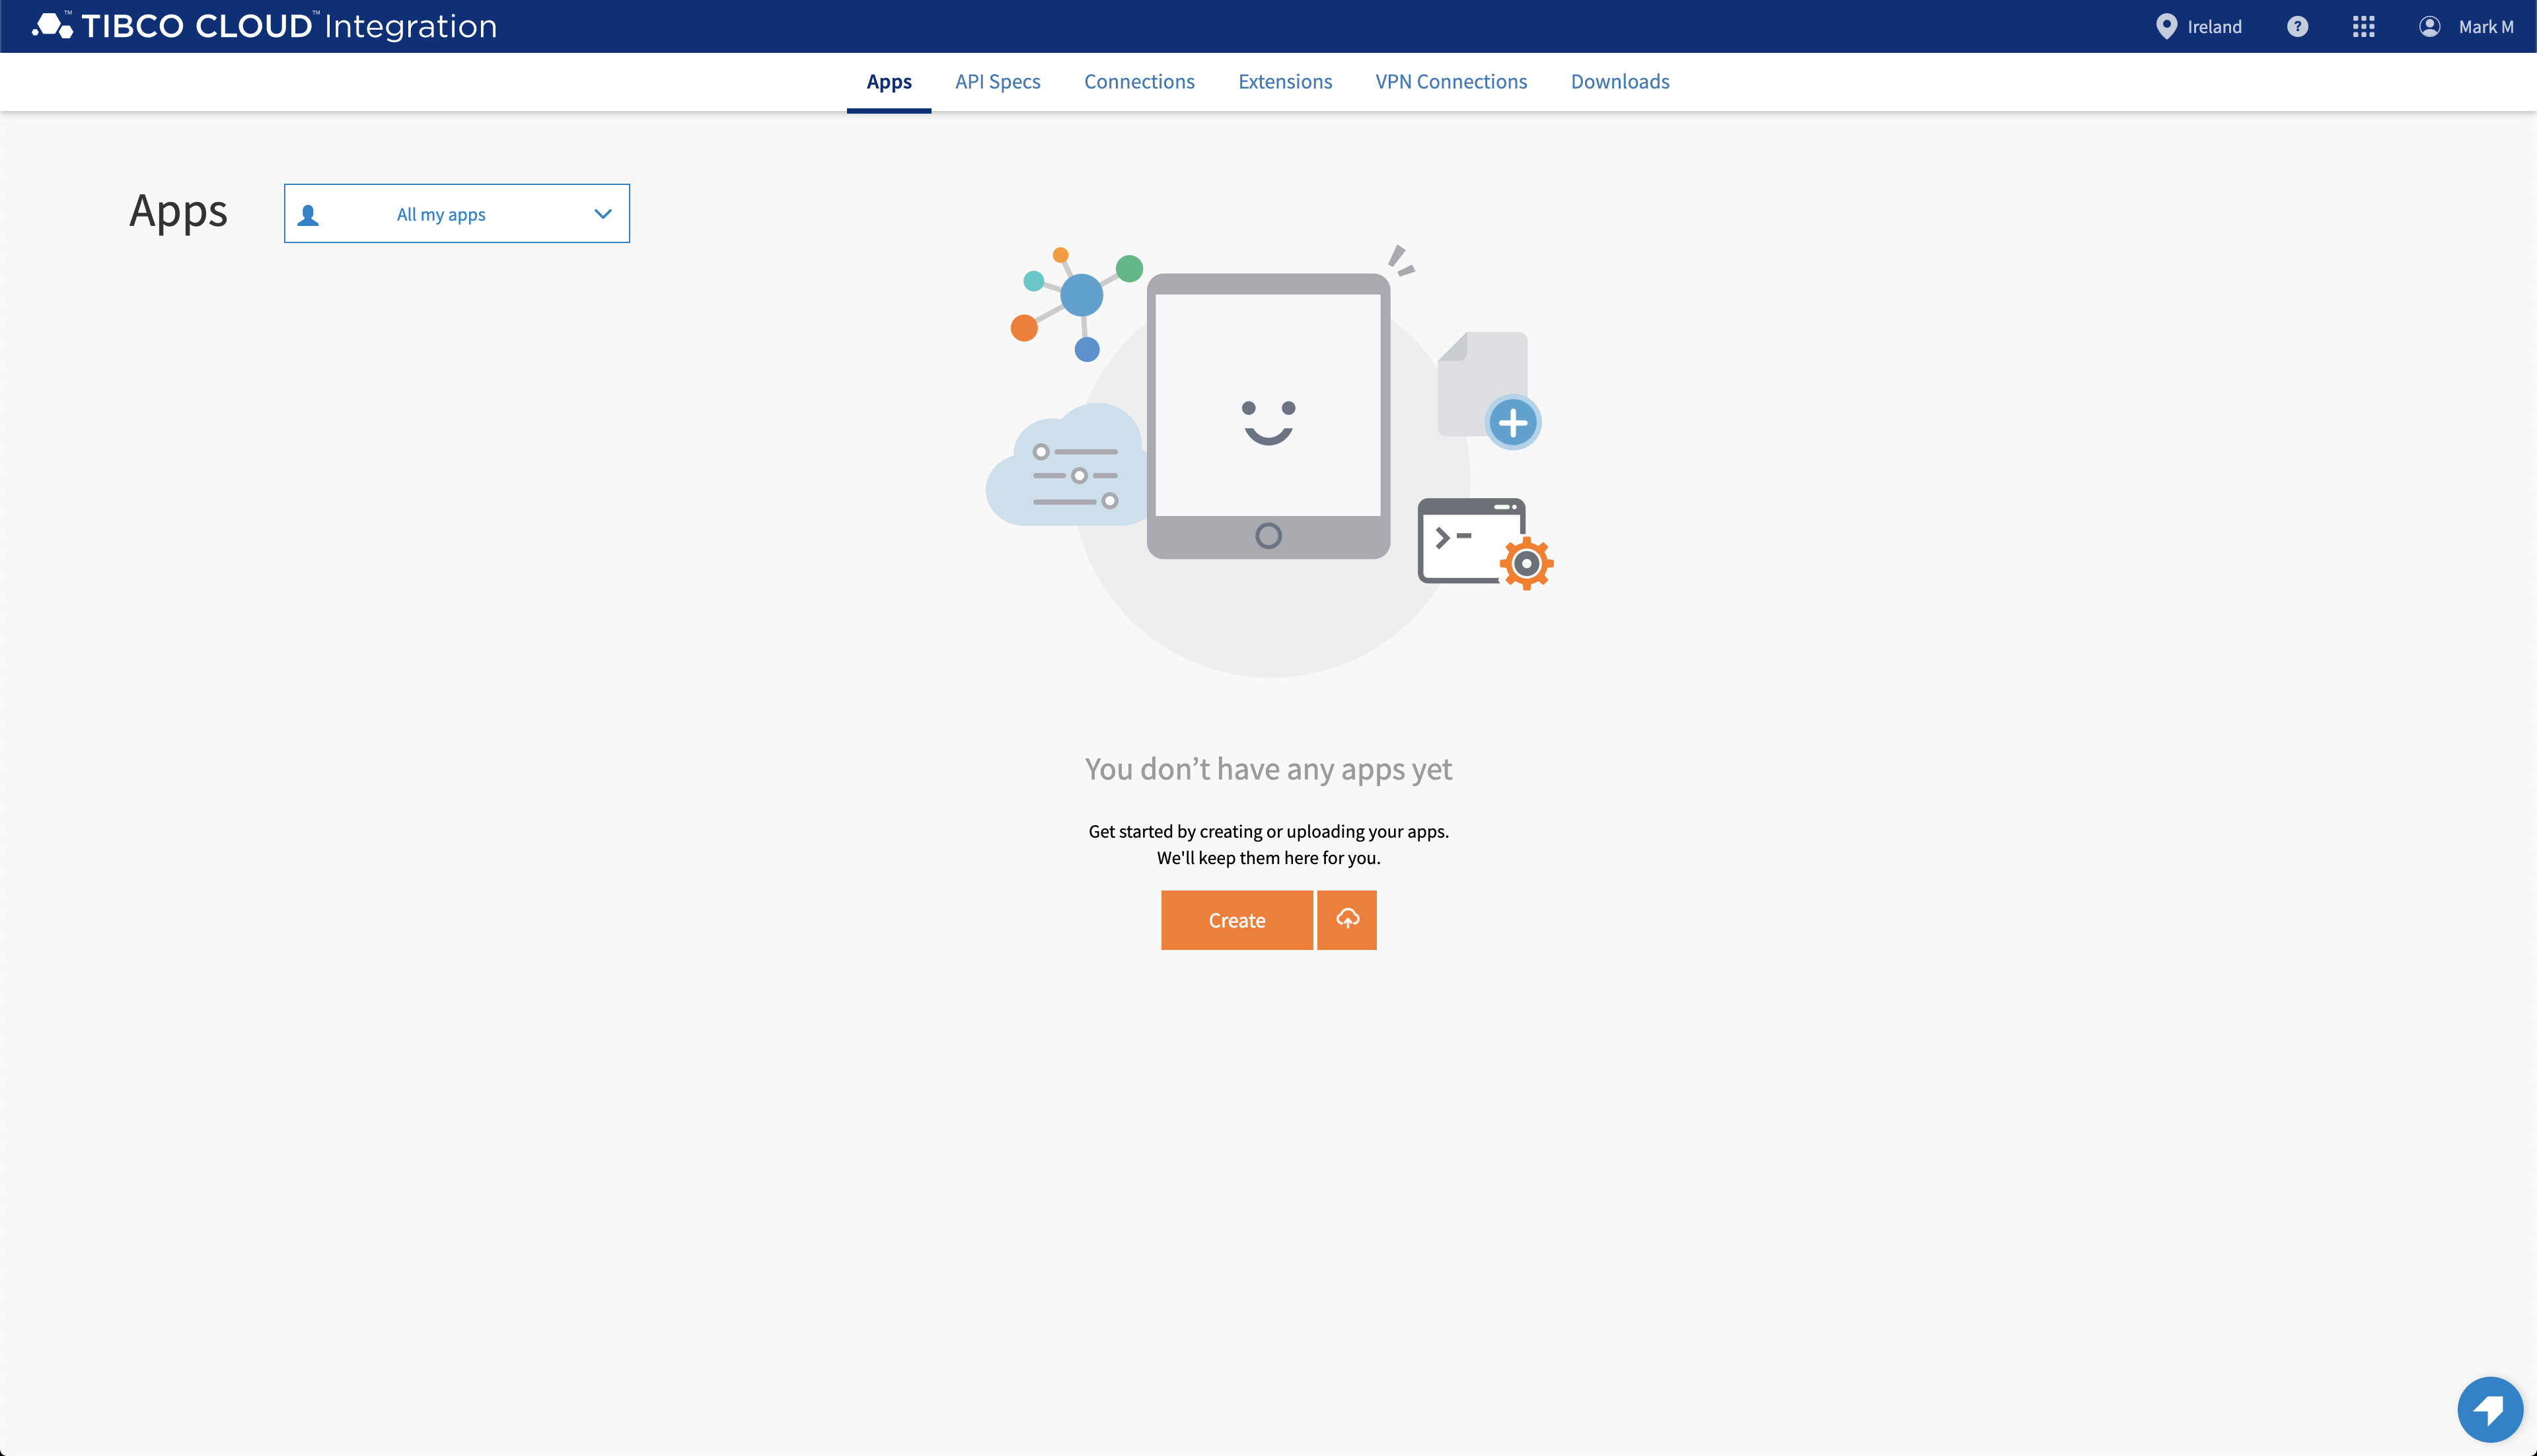 TIBCO CLOUD™ Integration
Ireland
?
Mark M
Apps
API Specs
Connections
Extensions
VPN Connections
Downloads
Apps
All my apps
You don’t have any apps yet
Get started by creating or uploading your apps.
We'll keep them here for you.
Create